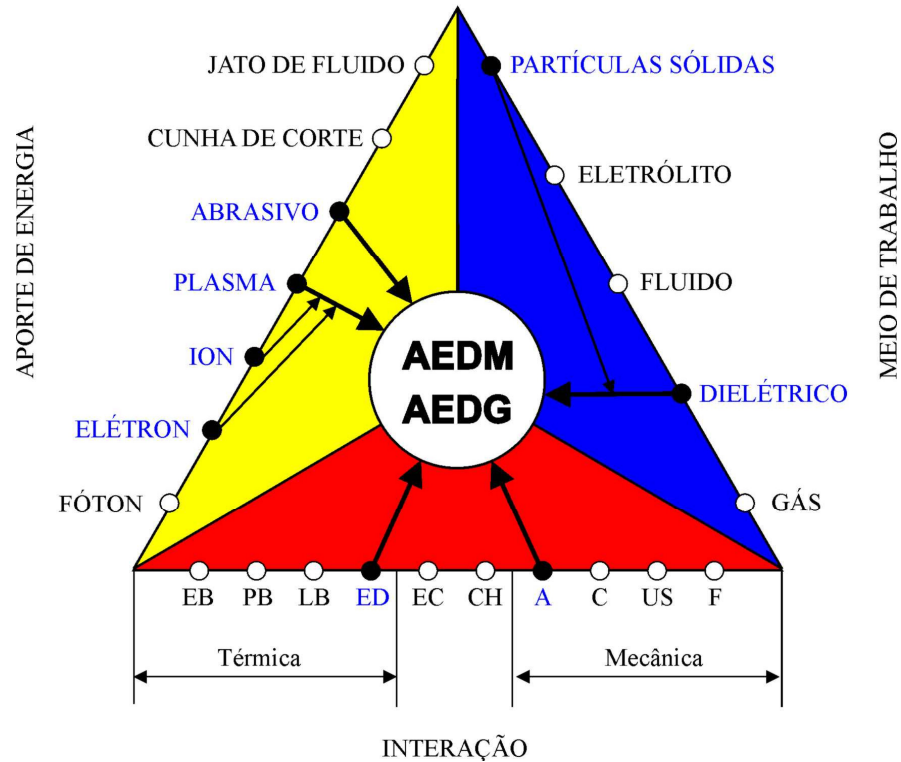 JATO DE FLUIDO
PARTÍCULAS SÓLIDAS
CUNHA DE CORTE
ELETRÓLITO
ABRASIVO
PLASMA
FLUIDO
APORTE DE ENERGIA
MEIO DE TRABALHO
ION
AEDM
AEDG
DIELÉTRICO
ELÉTRON
FÓTON
GÁS
EB PB LB ED EC CH A C US F
Térmica Mecânica
INTERAÇÃO